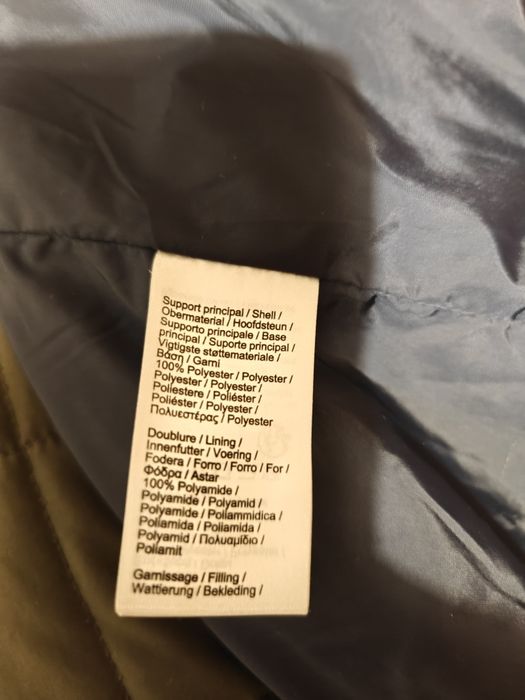 Support principal / Shell /
Obermaterial / Hoofdsteun /
Supporto principale / Base
principal / Suporte principal /
Vigtigste støttemateriale /
Βάση / Garni
100% Polyester / Polyester /
Polyester / Polyester /
Poliestere / Poliéster /
Poliéster / Polyester /
Πολυεστέρας / Polyester
Doublure / Lining /
Innenfutter / Voering /
Fodera / Forro / Forro / For /
Φόδρα / Astar
100% Polyamide /
Polyamide / Polyamid /
Polyamide / Poliammidica /
Poliamida / Poliamida /
Polyamid / Πολυαμίδιο /
Poliamit
Garnissage / Filling /
Wattierung / Bekleding /